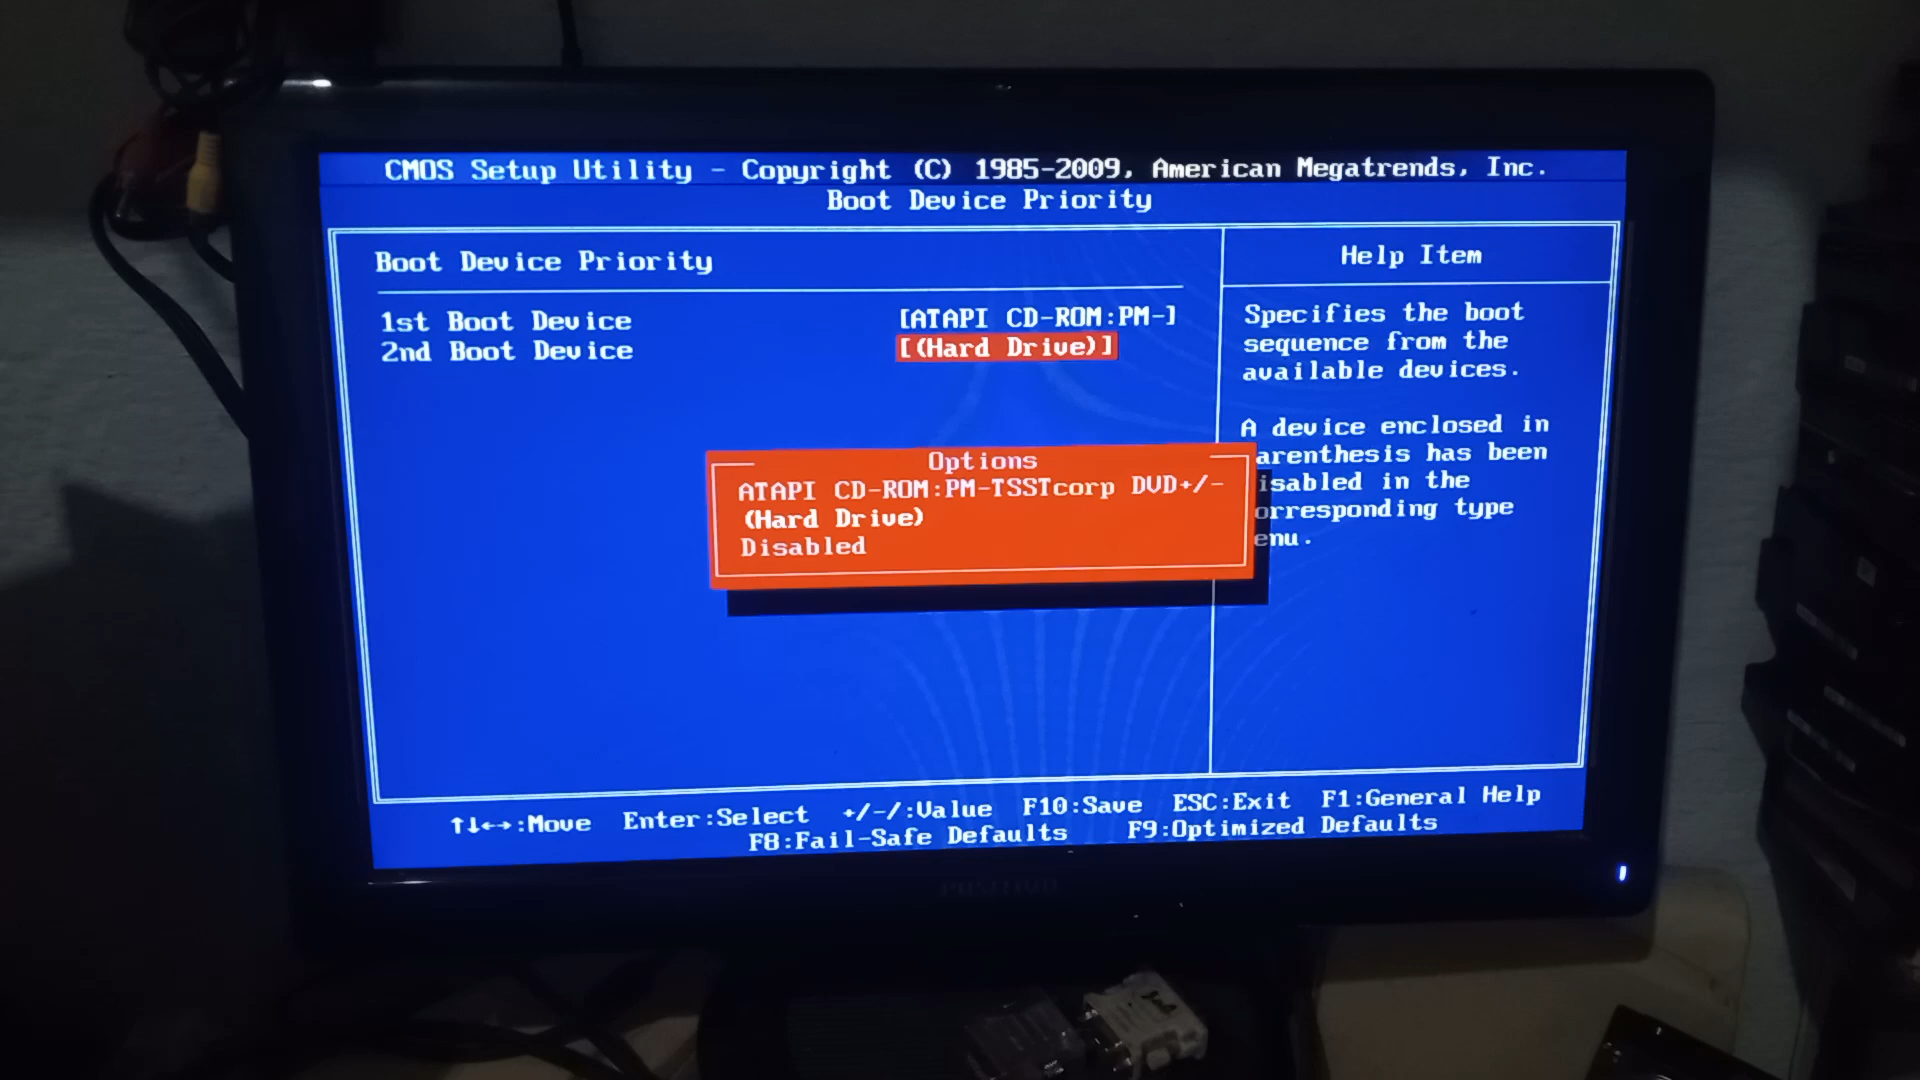 CMOS Setup Utility - Copyright (C) 1985-2009, American Megatrends, Inc.
Boot Device Priority
Boot Device Priority
1st Boot Device [ATAPI CD-ROM:PM-]
2nd Boot Device [(Hard Drive)]
Options
ATAPI CD-ROM:PM-TSSTcorp DVD+/-
(Hard Drive)
Disabled
Help Item
Specifies the boot
sequence from the
available devices.
A device enclosed in
arenthesis has been
isabled in the
orresponding type
enu.
↑↓←→:Move Enter:Select +/-/:Value F10:Save ESC:Exit F1:General Help
F8:Fail-Safe Defaults F9:Optimized Defaults